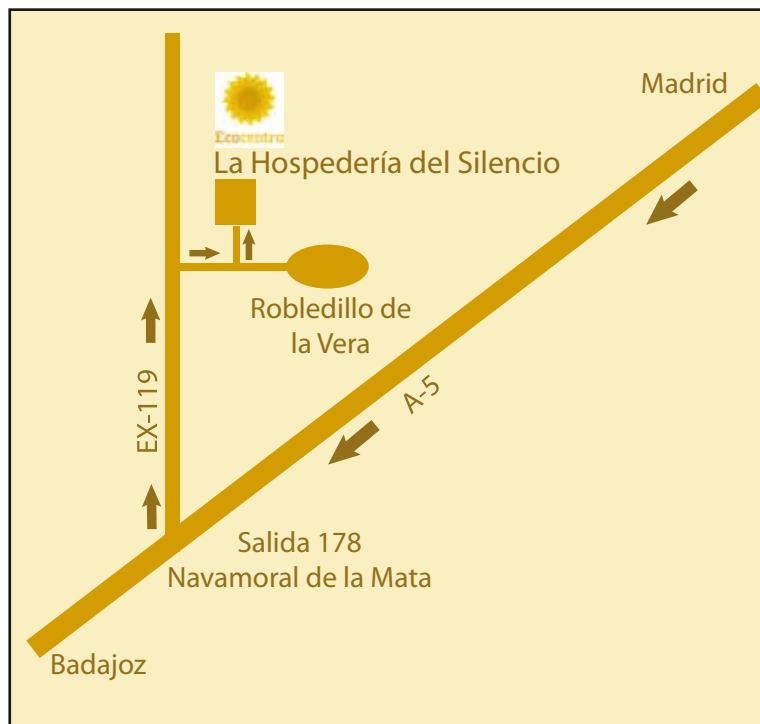 Madrid
Ecocentro
La Hospedería del Silencio
Robledillo de
la Vera
EX-119
A-5
Salida 178
Navamoral de la Mata
Badajoz